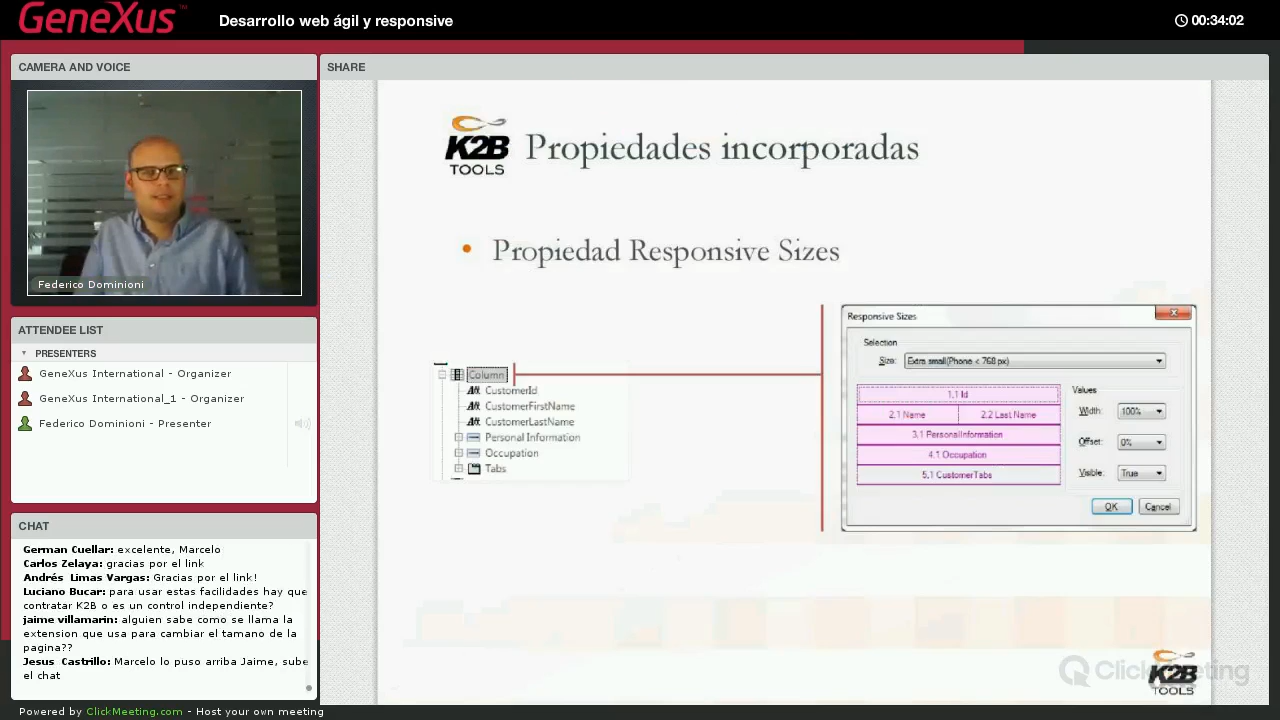 GeneXus™
Desarrollo web ágil y responsive
00:34:02
CAMERA AND VOICE
Federico Dominioni
ATTENDEE LIST
PRESENTERS
GeneXus International - Organizer
GeneXus International_1 - Organizer
Federico Dominioni - Presenter
CHAT
German Cuellar: excelente, Marcelo
Carlos Zelaya: gracias por el link
Andrés Limas Vargas: Gracias por el link!
Luciano Bucar: para usar estas facilidades hay que
contratar K2B o es un control independente?
jaime villamarin: alguien sabe como se llama la
extension que usa para cambiar el tamano de la
pagina??
Jesus Castrillo: Marcelo lo puso arriba Jaime, sube
el chat
Powered by ClickMeeting.com - Host your own meeting
SHARE
K2B
TOOLS
Propiedades incorporadas
• Propiedad Responsive Sizes
Column
CustomerId
CustomerFirstName
CustomerLastName
Personal Information
Occupation
Tabs
Responsive Sizes
Selection
Size: Extra small(Phone < 768 px)
1.1 Id
2.1 Name 2.2 Last Name
3.1 PersonalInformation
4.1 Occupation
5.1 CustomerTabs
Values
Width: 100%
Offset: 0%
Visible: True
OK Cancel
ClickMeeting
K2B
TOOLS